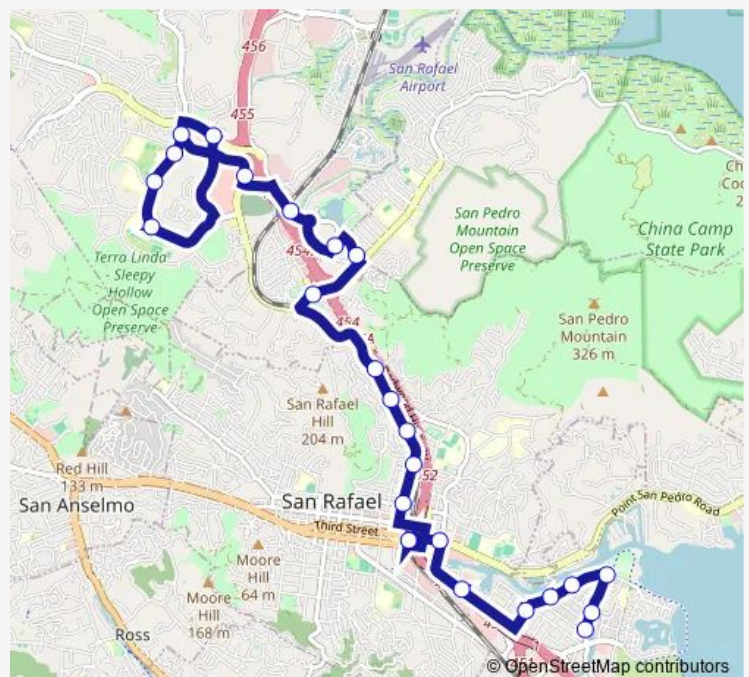 456
San Rafael
Airport
455
San Pedro
Mountain
Open Space
Preserve
China Camp
State Park
Terra Linda
- Sleepy
Hollow
Open Space
Preserve
454
San Pedro
Mountain
326 m
San Rafael
Hill
204 m
Red Hill
133 m
San Anselmo
San Rafael
52
Point San Pedro Road
Third Street
Moore
Hill
64 m
Moore
Hill
168 m
Ross
© OpenStreetMap contributors